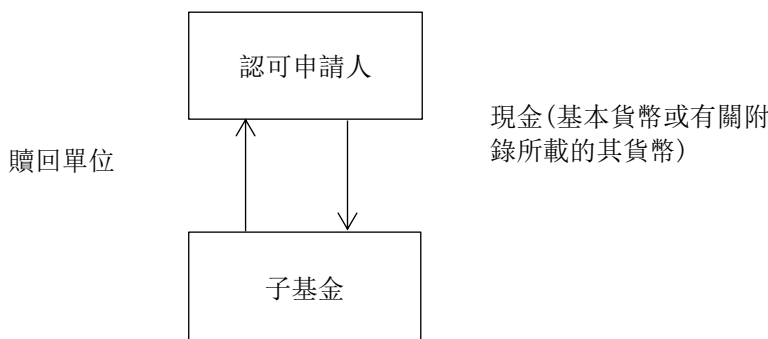 認可申請人
現金(基本貨幣或有關附
錄所載的其貨幣)
贖回單位
子基金